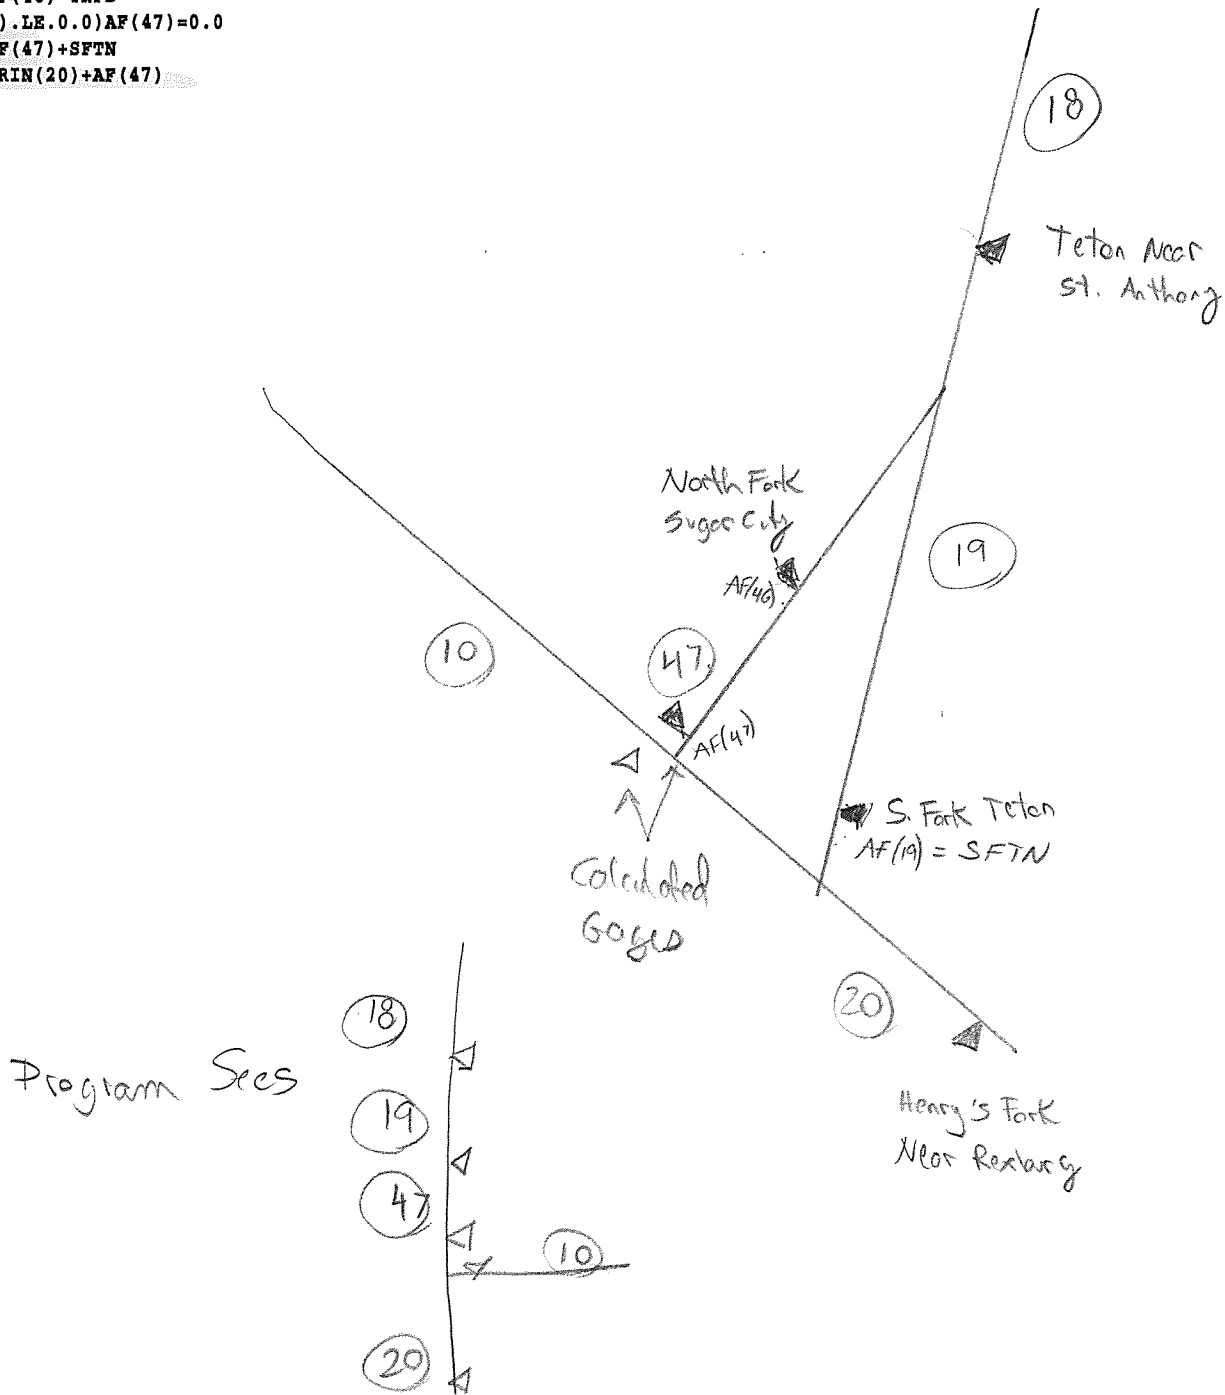 ).LE.0.0)AF(47)=0.0
F(47)+SFTN
RIN(20)+AF(47)
18
Teton Near
St. Anthony
North Fork
Sugar City
AF(46)
19
10
47
AF(47)
S. Fork Teton
AF(19) = SFTN
Calculated
Gages
20
Henry's Fork
Near Rexburg
Program Sees
18
19
47
10
20